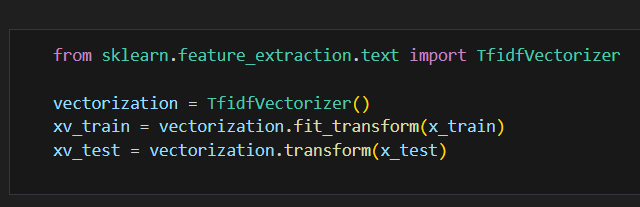 from sklearn.feature_extraction.text import TfidfVectorizer
vectorization = TfidfVectorizer()
xv_train = vectorization.fit_transform(x_train)
xv_test = vectorization.transform(x_test)